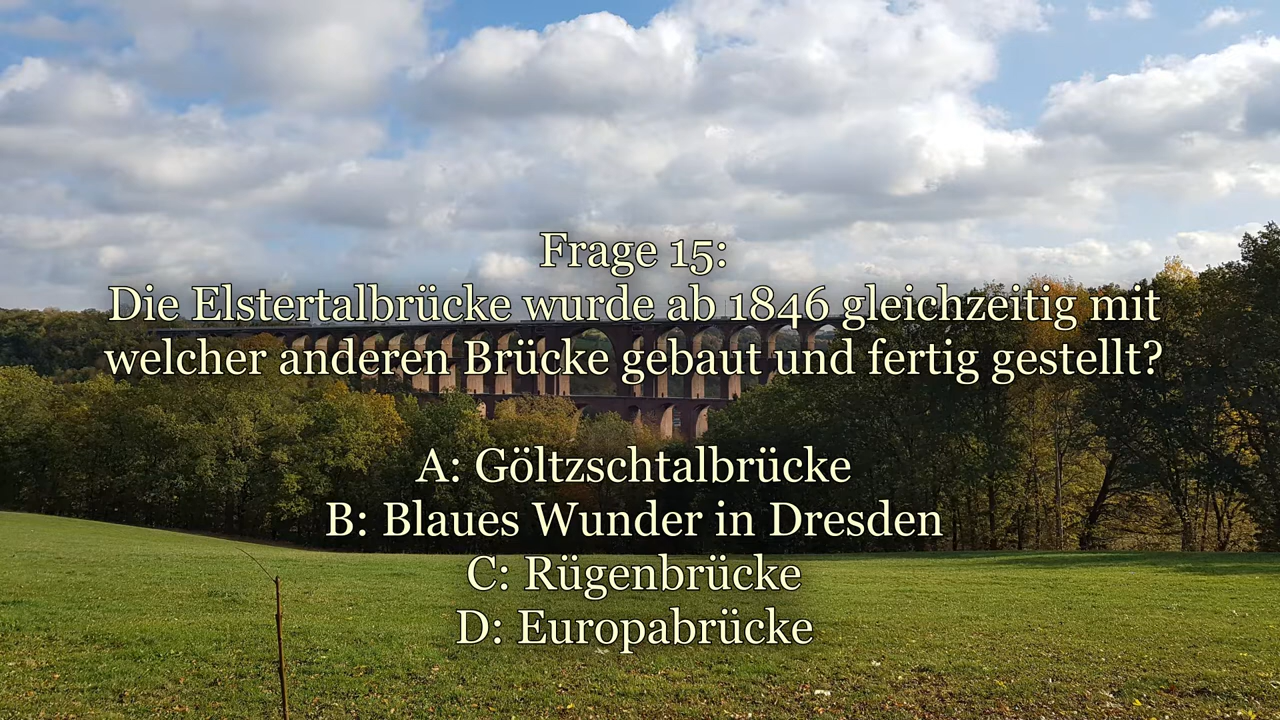 Frage 15:
Die Elstertalbrücke wurde ab 1846 gleichzeitig mit
welcher anderen Brücke gebaut und fertig gestellt?
A: Göltzschtalbrücke
B: Blaues Wunder in Dresden
C: Rügenbrücke
D: Europabrücke